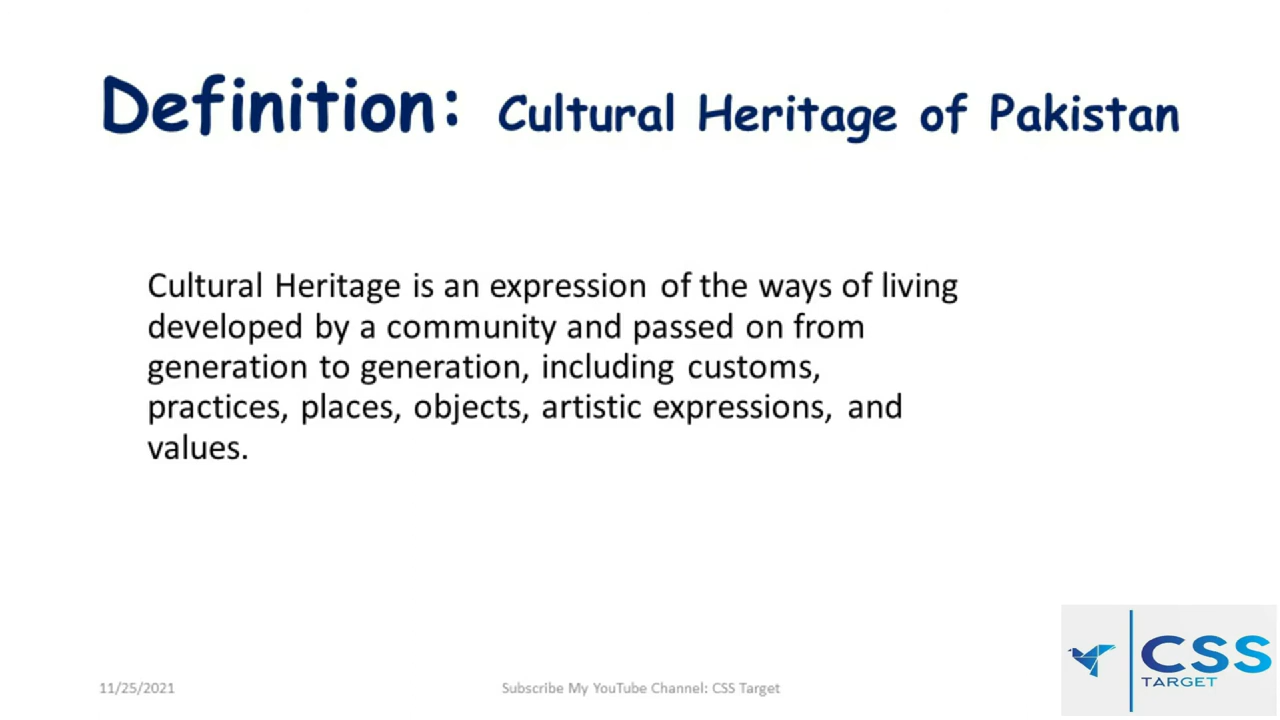 Definition: Cultural Heritage of Pakistan
Cultural Heritage is an expression of the ways of living
developed by a community and passed on from
generation to generation, including customs,
practices, places, objects, artistic expressions, and
values.
11/25/2021
Subscribe My YouTube Channel: CSS Target
CSS
TARGET